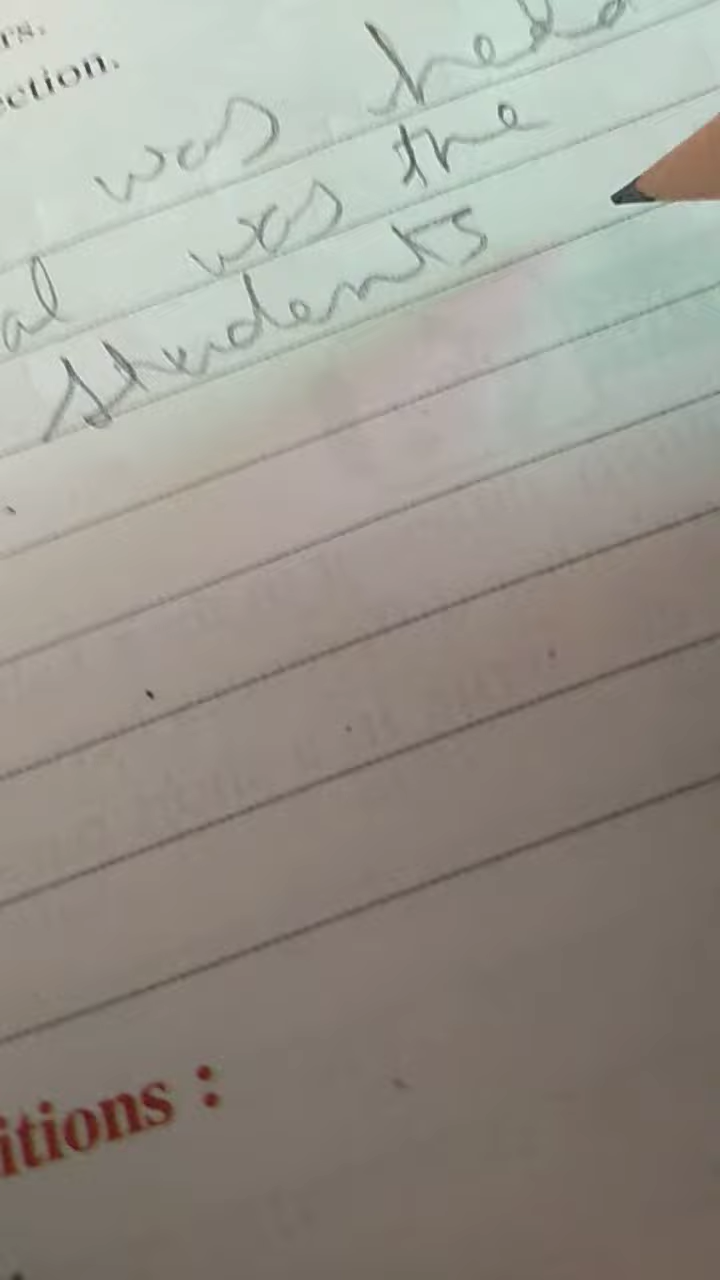 rs.
ection.
was held
al was the
students
itions :